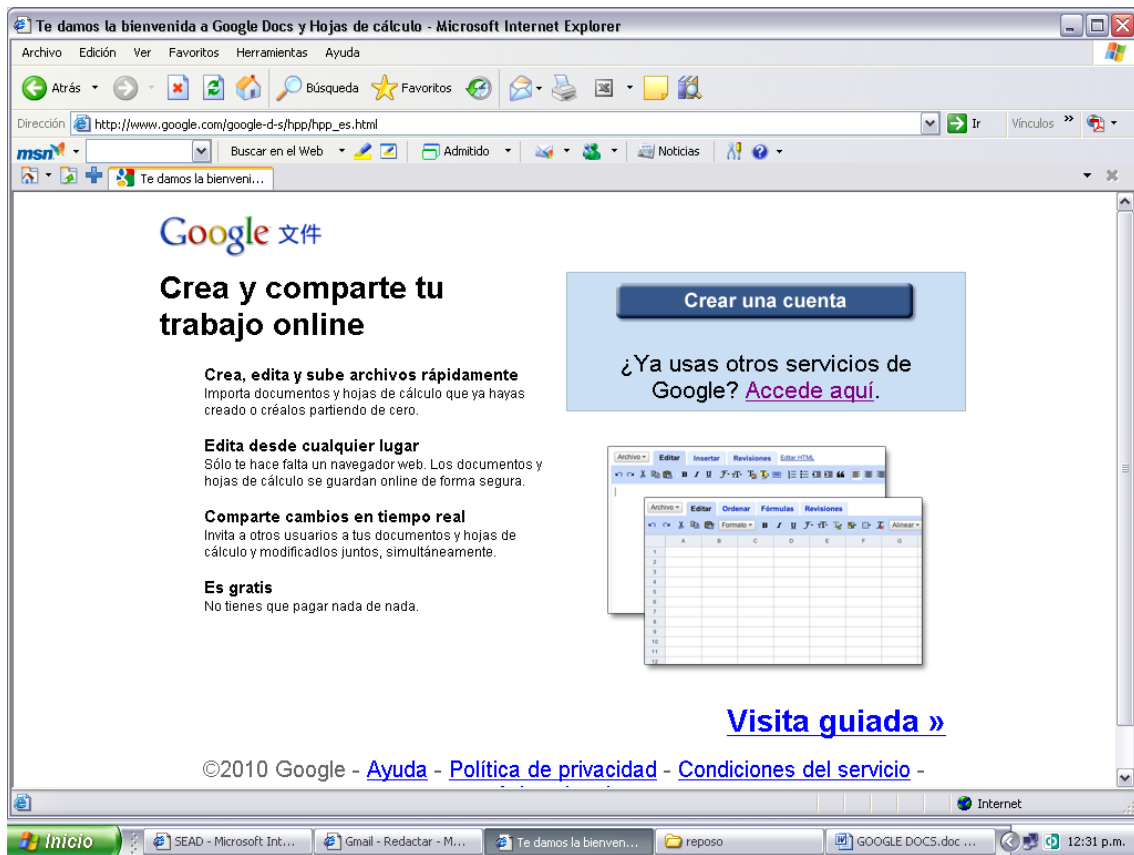 Te damos la bienvenida a Google Docs y Hojas de cálculo - Microsoft Internet Explorer
Archivo Edición Ver Favoritos Herramientas Ayuda
Atrás Búsqueda Favoritos
Dirección http://www.google.com/google-d-s/hpp/hpp_es.html Ir Vínculos »
msn Buscar en el Web Admitido Noticias
Te damos la bienveni...
Google 文件
Crea y comparte tu
trabajo online
Crea, edita y sube archivos rápidamente
Importa documentos y hojas de cálculo que ya hayas
creado o créalos partiendo de cero.
Edita desde cualquier lugar
Sólo te hace falta un navegador web. Los documentos y
hojas de cálculo se guardan online de forma segura.
Comparte cambios en tiempo real
Invita a otros usuarios a tus documentos y hojas de
cálculo y modificadlos juntos, simultáneamente.
Es gratis
No tienes que pagar nada de nada.
Crear una cuenta
¿Ya usas otros servicios de
Google? Accede aquí.
Archivo Editar Insertar Revisiones Editar HTML
B I U
Archivo Editar Ordenar Fórmulas Revisiones
Formato B I U Alinear
A B C D E F G
1
2
3
4
5
6
7
8
9
10
11
12
Visita guiada »
©2010 Google - Ayuda - Política de privacidad - Condiciones del servicio -
Internet
Inicio SEAD - Microsoft Int... Gmail - Redactar - M... Te damos la bienven... reposo GOOGLE DOCS.doc ... 12:31 p.m.